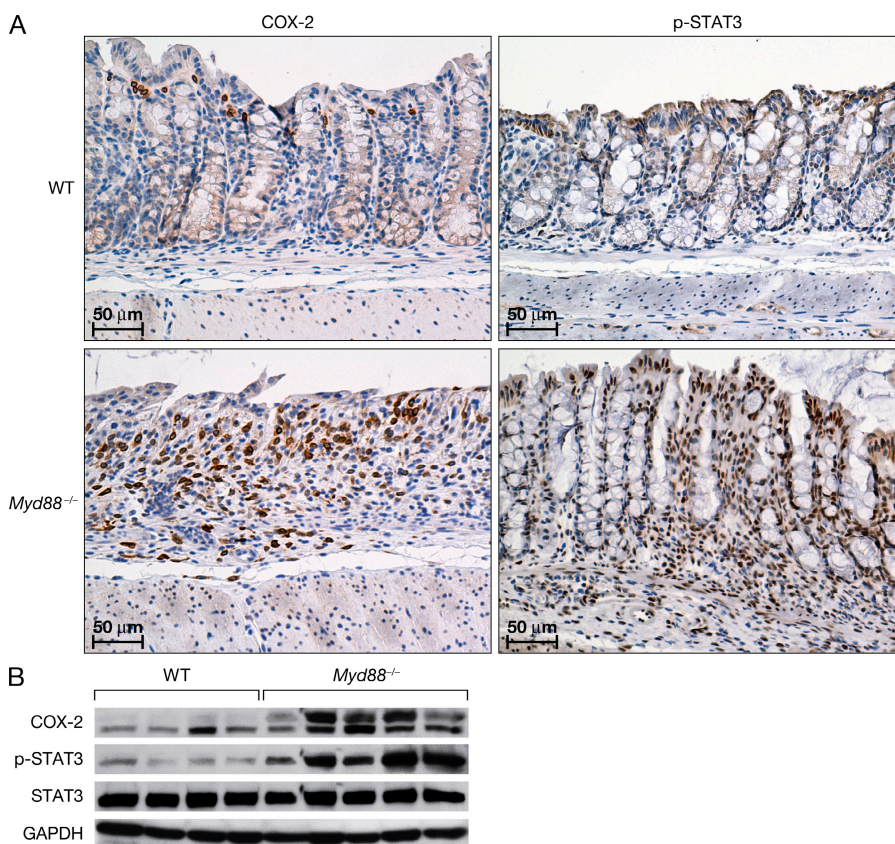 A
COX-2
p-STAT3
WT
50 µm
50 µm
Myd88⁻/⁻
50 µm
50 µm
B
WT
Myd88⁻/⁻
COX-2
p-STAT3
STAT3
GAPDH